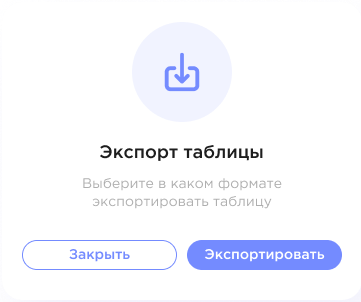 Экспорт таблицы
Выберите в каком формате
экспортировать таблицу
Закрыть
Экспортировать